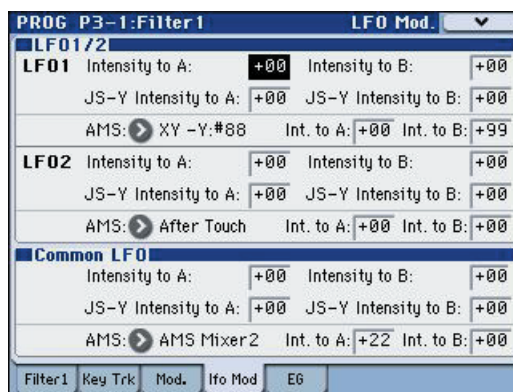 PROG P3-1:Filter1 LFO Mod.
LFO1/2
LFO1 Intensity to A: +00 Intensity to B: +00
JS-Y Intensity to A: +00 JS-Y Intensity to B: +00
AMS: XY -Y:#88 Int. to A: +00 Int. to B: +99
LFO2 Intensity to A: +00 Intensity to B: +00
JS-Y Intensity to A: +00 JS-Y Intensity to B: +00
AMS: After Touch Int. to A: +00 Int. to B: +00
Common LFO
Intensity to A: +00 Intensity to B: +00
JS-Y Intensity to A: +00 JS-Y Intensity to B: +00
AMS: AMS Mixer2 Int. to A: +22 Int. to B: +00
Filter1 Key Trk Mod. lfo Mod EG